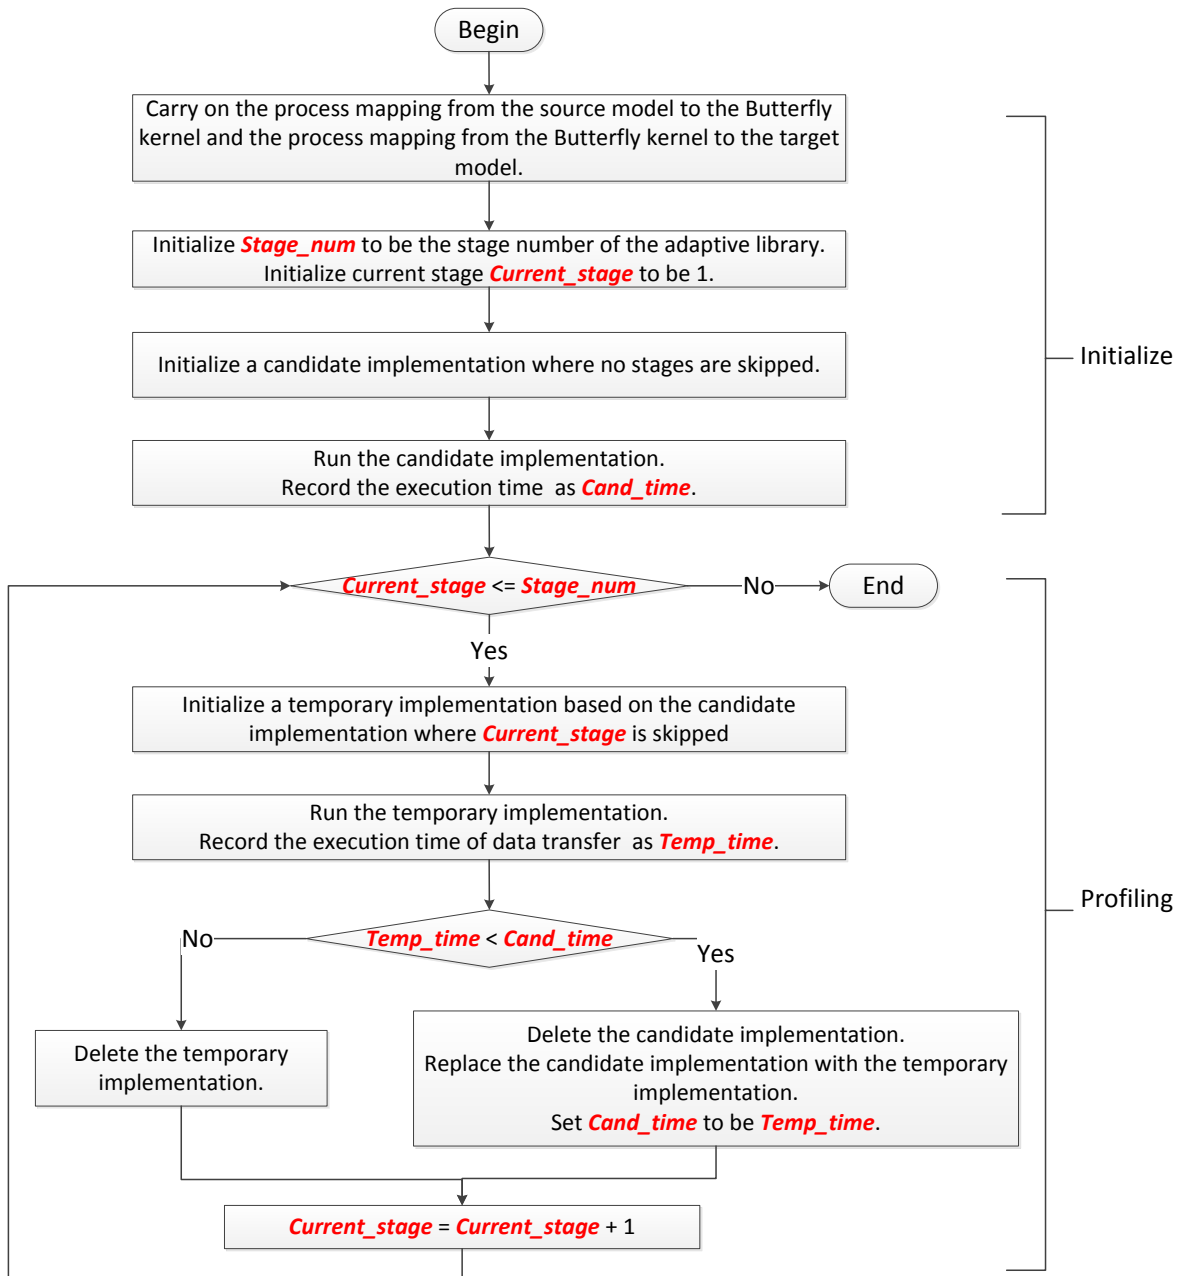 Begin
Carry on the process mapping from the source model to the Butterfly
kernel and the process mapping from the Butterfly kernel to the target
model.
Initialize Stage_num to be the stage number of the adaptive library.
Initialize current stage Current_stage to be 1.
Initialize a candidate implementation where no stages are skipped.
Initialize
Run the candidate implementation.
Record the execution time as Cand_time.
Current_stage <= Stage_num
No
End
Yes
Initialize a temporary implementation based on the candidate
implementation where Current_stage is skipped
Run the temporary implementation.
Record the execution time of data transfer as Temp_time.
Profiling
Temp_time < Cand_time
No
Yes
Delete the temporary
implementation.
Delete the candidate implementation.
Replace the candidate implementation with the temporary
implementation.
Set Cand_time to be Temp_time.
Current_stage = Current_stage + 1